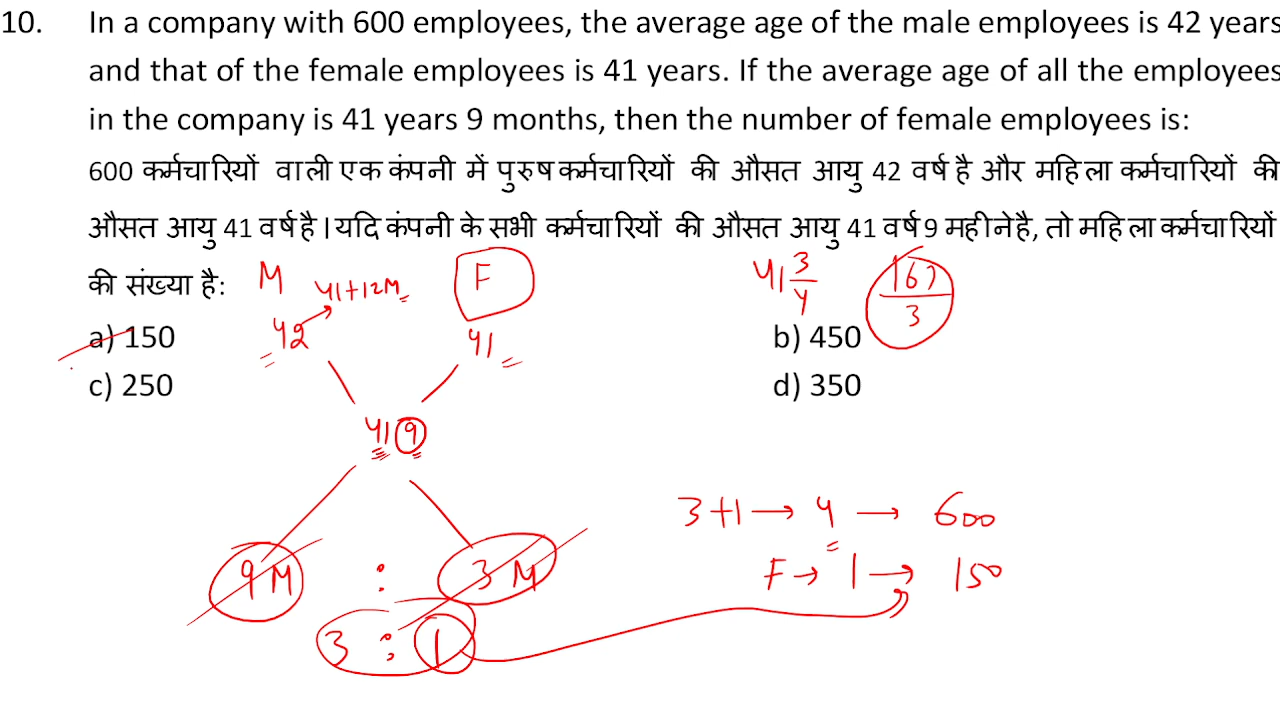 10. In a company with 600 employees, the average age of the male employees is 42 years
and that of the female employees is 41 years. If the average age of all the employees
in the company is 41 years 9 months, then the number of female employees is:
600 कर्मचारियों वाली एक कंपनी में पुरुष कर्मचारियों की औसत आयु 42 वर्ष है और महिला कर्मचारियों की
औसत आयु 41 वर्ष है। यदि कंपनी के सभी कर्मचारियों की औसत आयु 41 वर्ष 9 महीने है, तो महिला कर्मचारियों
की संख्या है: M 41+12M F 41 3/4 167/3
a) 150 42 41 b) 450
c) 250 d) 350
41 9
3+1 → 4 → 600
9M : 3M F → 1 → 150
3 : 1